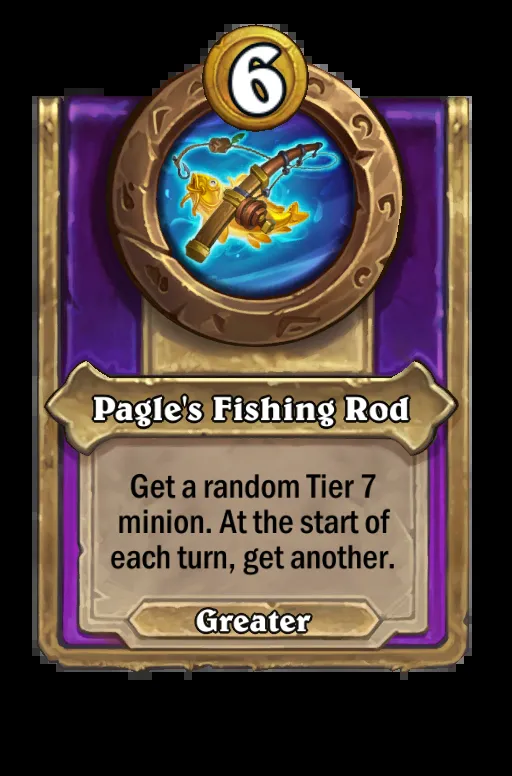 6
Pagle's Fishing Rod
Get a random Tier 7
minion. At the start of
each turn, get another.
Greater